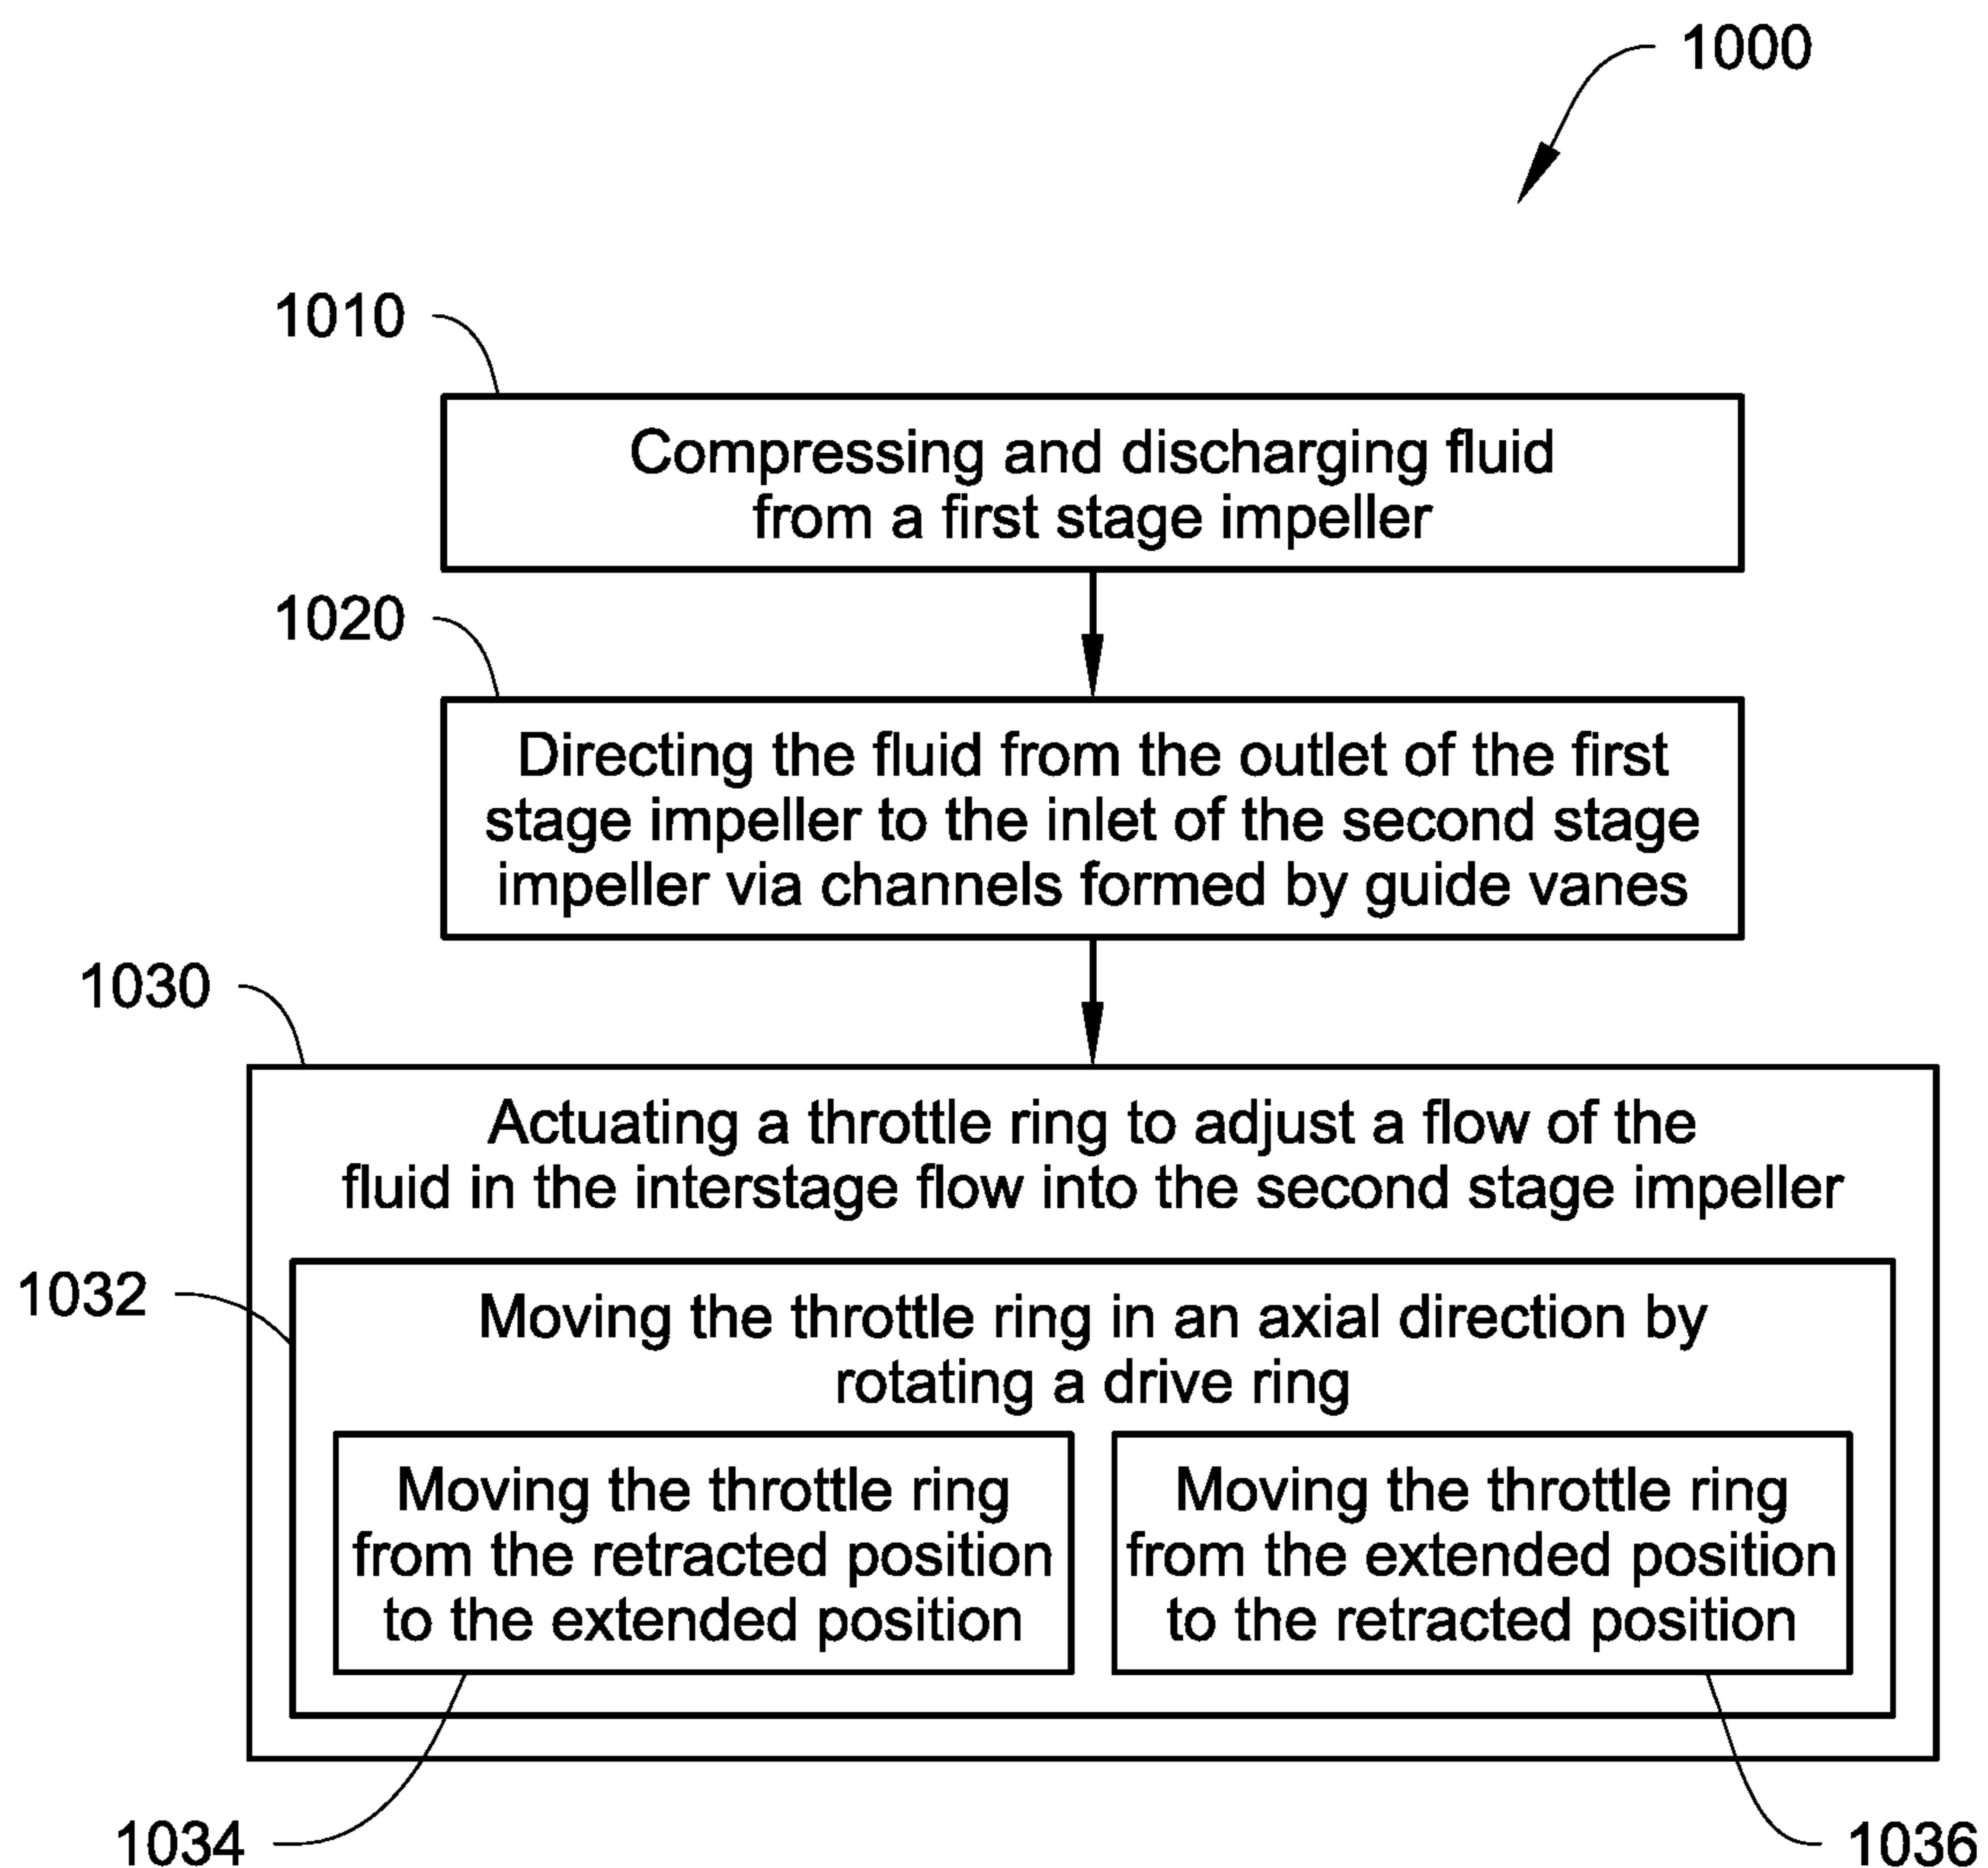 1000
1010
Compressing and discharging fluid
from a first stage impeller
1020
Directing the fluid from the outlet of the first
stage impeller to the inlet of the second stage
impeller via channels formed by guide vanes
1030
Actuating a throttle ring to adjust a flow of the
fluid in the interstage flow into the second stage impeller
1032
Moving the throttle ring in an axial direction by
rotating a drive ring
Moving the throttle ring
from the retracted position
to the extended position
Moving the throttle ring
from the extended position
to the retracted position
1034
1036